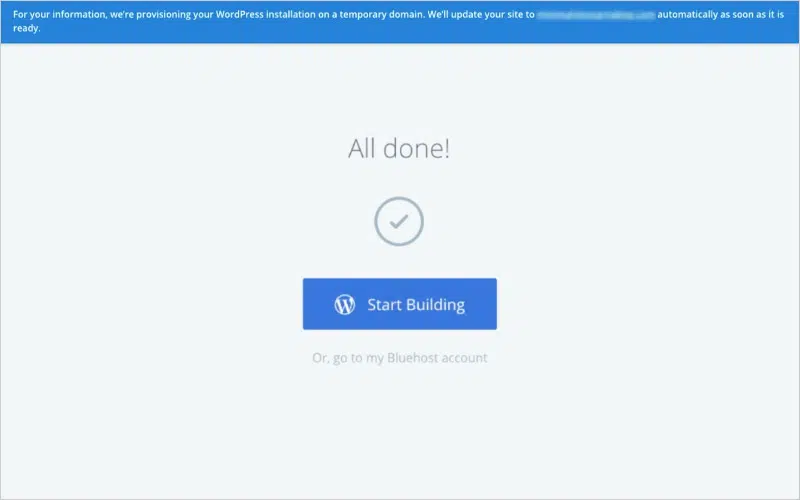 For your information, we're provisioning your WordPress installation on a temporary domain. We'll update your site to automatically as soon as it is
ready.
All done!
Start Building
Or, go to my Bluehost account